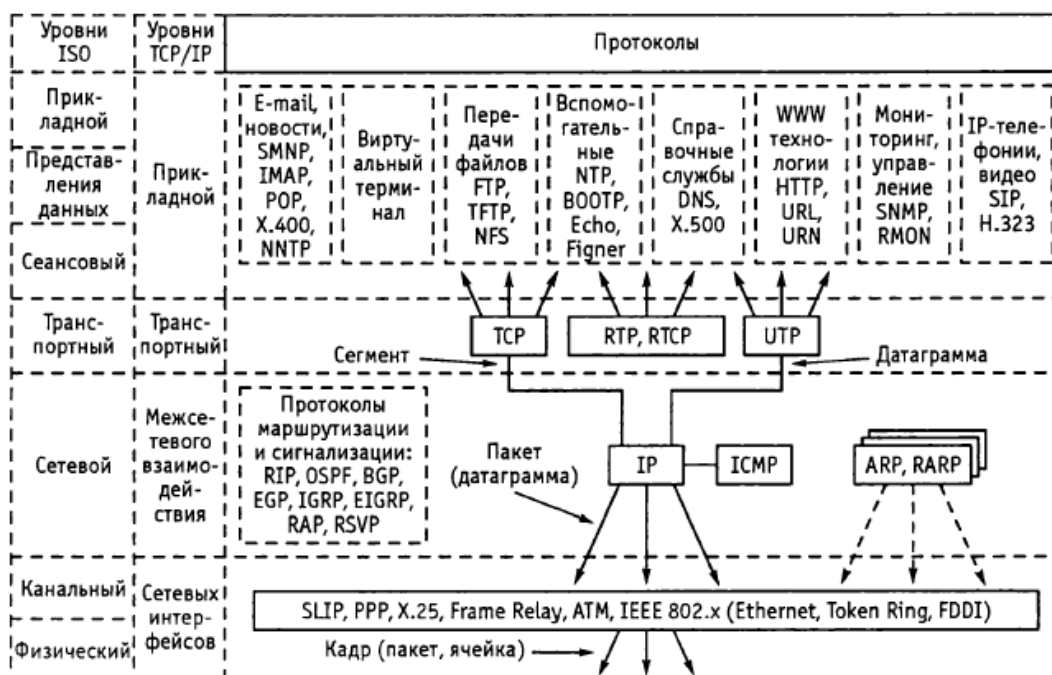 Уровни
ISO
Уровни
TCP/IP
Протоколы
Прик-
ладной
Представ-
ления
данных
Сеансовый
Прик-
ладной
E-mail,
новости,
SMNP,
IMAP,
POP,
X.400,
NNTP
Вирту-
альный
терми-
нал
Пере-
дачи
файлов
FTP,
TFTP,
NFS
Вспомо-
гатель-
ные
NTP,
BOOTP,
Echo,
Figner
Спра-
вочные
службы
DNS,
X.500
WWW
техно-
логии
HTTP,
URL,
URN
Мони-
торинг,
управ-
ление
SNMP,
RMON
IP-теле-
фонии,
видео
SIP,
H.323
Транс-
портный
Транс-
портный
TCP
RTP, RTCP
UTP
Сегмент
Датаграмма
Сетевой
Межсе-
тевого
взаимо-
дей-
ствия
Протоколы
маршрутизации
и сигнализации:
RIP, OSPF, BGP,
EGP, IGRP, EIGRP,
RAP, RSVP
Пакет
(датаграмма)
IP
ICMP
ARP, RARP
Канальный
Физический
Сетевых
интер-
фейсов
SLIP, PPP, X.25, Frame Relay, ATM, IEEE 802.x (Ethernet, Token Ring, FDDI)
Кадр (пакет, ячейка)